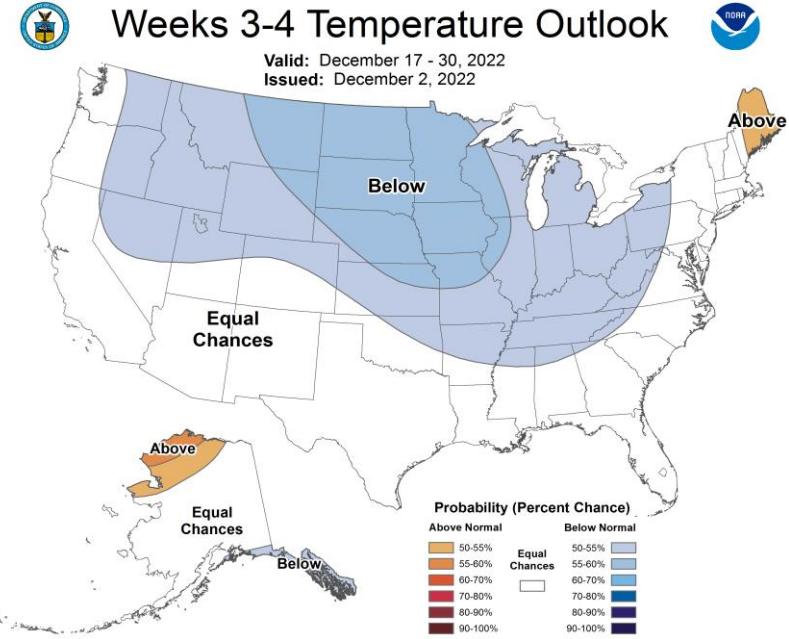 Weeks 3-4 Temperature Outlook
NOAA
Valid: December 17 - 30, 2022
Issued: December 2, 2022
Above
Below
Equal
Chances
Above
Equal
Chances
Below
Probability (Percent Chance)
Above Normal
Below Normal
Equal
Chances
50-55%
55-60%
60-70%
70-80%
80-90%
90-100%
50-55%
55-60%
60-70%
70-80%
80-90%
90-100%